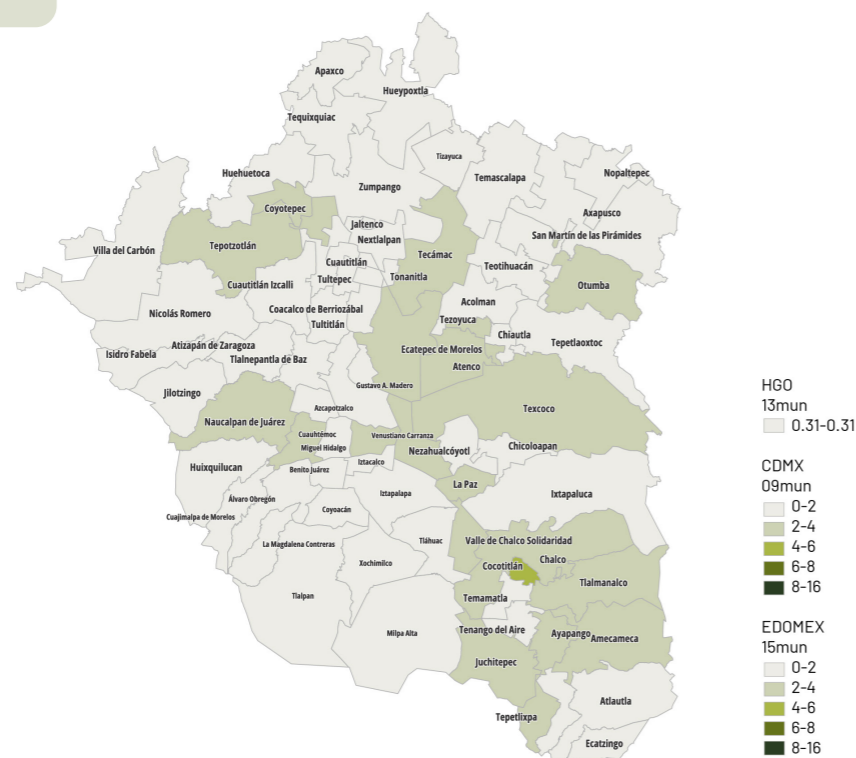 Apaxco
Hueypoxtla
Tequixquiac
Tizayuca
Huehuetoca
Zumpango
Temascalapa
Nopaltepec
Coyotepec
Axapusco
Jaltenco
San Martín de las Pirámides
Nextlalpan
Tepotzotlán
Villa del Carbón
Tecámac
Cuautitlán
Teotihuacán
Tultepec
Tonanitla
Cuautitlán Izcalli
Otumba
Acolman
Coacalco de Berriozábal
Nicolás Romero
Tezoyuca
Tultitlán
Chiautla
Tepetlaoxtoc
Atizapán de Zaragoza
Ecatepec de Morelos
Isidro Fabela
Tlalnepantla de Baz
Atenco
Gustavo A. Madero
Jilotzingo
Azcapotzalco
Texcoco
Naucalpan de Juárez
Cuauhtémoc
Venustiano Carranza
Miguel Hidalgo
Chicoloapan
Nezahualcóyotl
Iztacalco
Huixquilucan
Benito Juárez
La Paz
Iztapalapa
Ixtapaluca
Álvaro Obregón
Coyoacán
Cuajimalpa de Morelos
Tláhuac
Valle de Chalco Solidaridad
La Magdalena Contreras
Chalco
Xochimilco
Cocotitlán
Tlalmanalco
Tlalpan
Temamatla
Milpa Alta
Tenango del Aire
Ayapango
Amecameca
Juchitepec
Atlautla
Tepetlixpa
Ecatzingo
HGO
13mun
0.31-0.31
CDMX
09mun
0-2
2-4
4-6
6-8
8-16
EDOMEX
15mun
0-2
2-4
4-6
6-8
8-16